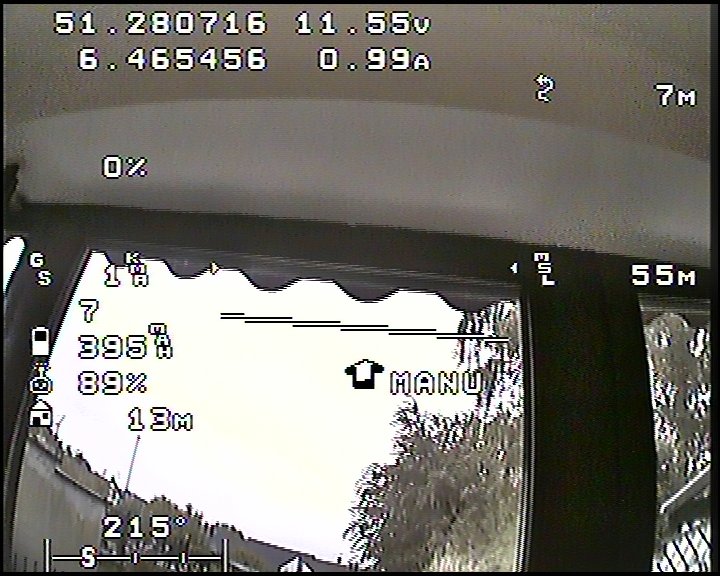 51.280716 11.55V
6.465456 0.99A
7M
0%
GS 1 KMH
MSL 55M
7
395 MAH
89%
MANU
13M
215°
S